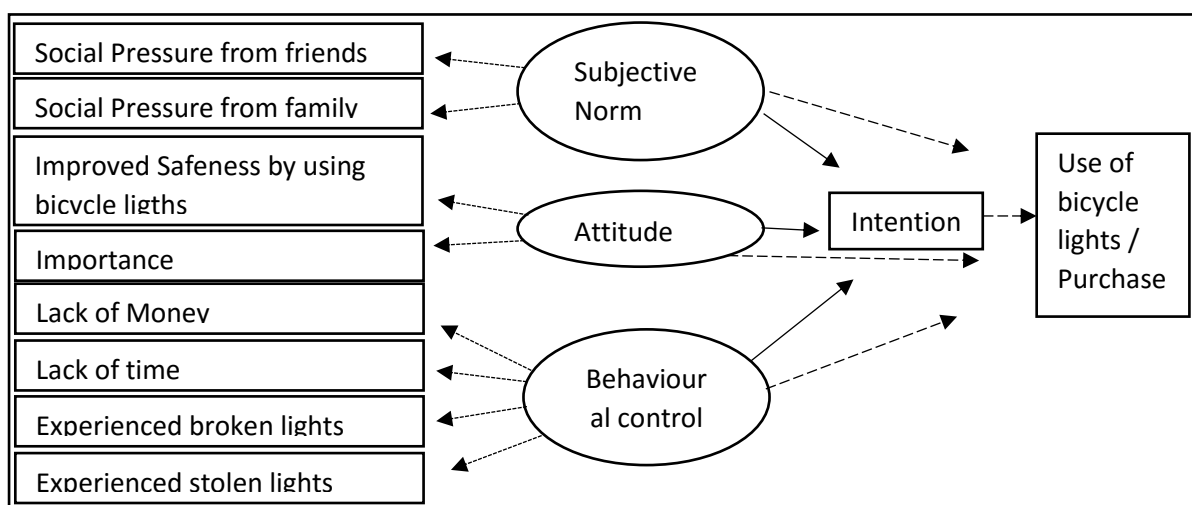 Social Pressure from friends
Social Pressure from family
Improved Safeness by using
bicycle ligths
Importance
Lack of Money
Lack of time
Experienced broken lights
Experienced stolen lights
Subjective
Norm
Attitude
Behaviour
al control
Intention
Use of
bicycle
lights /
Purchase